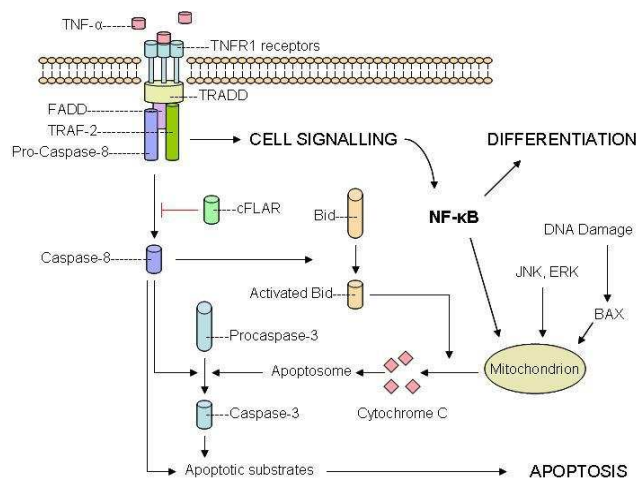 TNF-α
TNFR1 receptors
TRADD
FADD
TRAF-2
Pro-Caspase-8
CELL SIGNALLING
DIFFERENTIATION
cFLAR
Bid
NF-κB
DNA Damage
Caspase-8
JNK, ERK
Activated Bid
BAX
Procaspase-3
Apoptosome
Mitochondrion
Caspase-3
Cytochrome C
Apoptotic substrates
APOPTOSIS